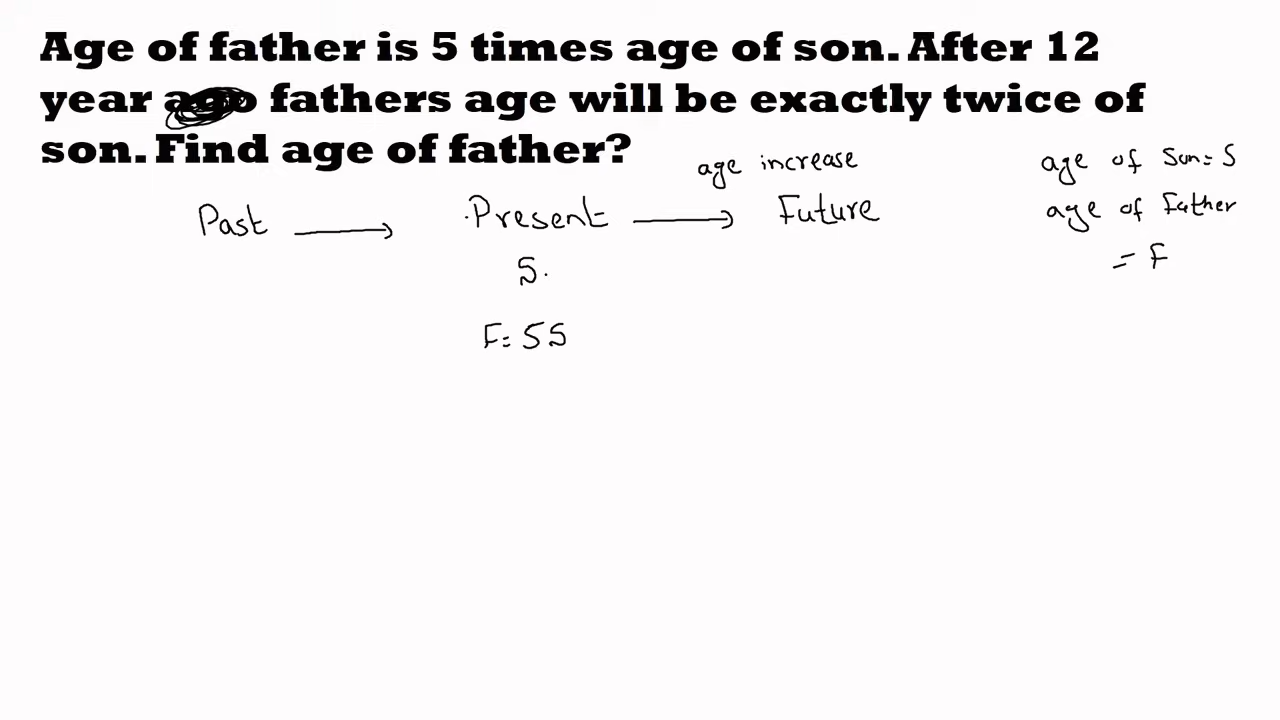 Age of father is 5 times age of son. After 12
year ago fathers age will be exactly twice of
son. Find age of father?
age increase
age of Son = S
Past → Present → Future
age of Father
= F
S.
F = 5S